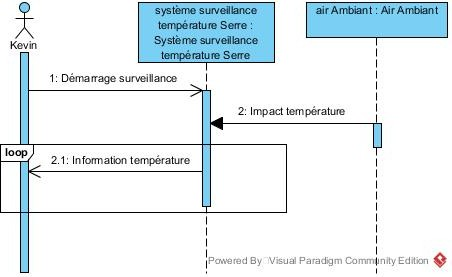 système surveillance
température Serre :
Système surveillance
température Serre
air Ambiant : Air Ambiant
Kevin
1: Démarrage surveillance
2: Impact température
loop
2.1: Information température
Powered By Visual Paradigm Community Edition